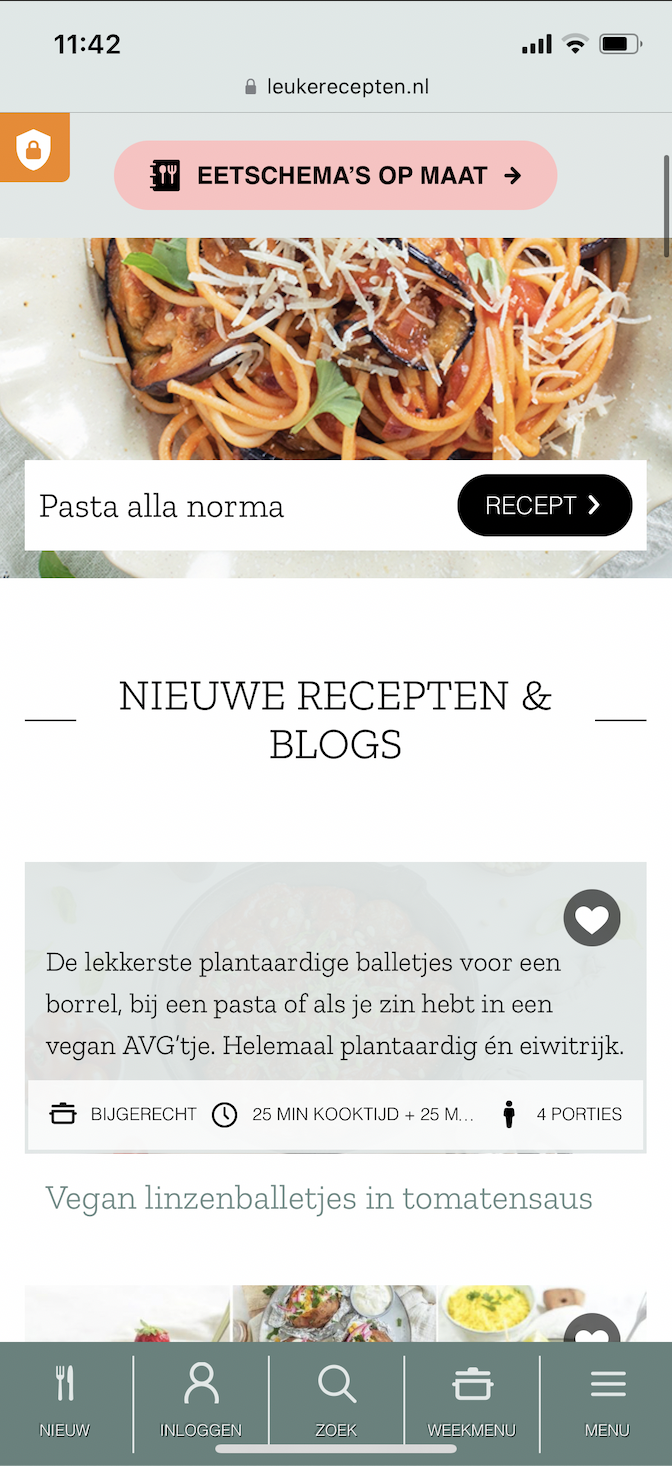 11:42
leukerecepten.nl
EETSCHEMA'S OP MAAT
Pasta alla norma
RECEPT
NIEUWE RECEPTEN &
BLOGS
De lekkerste plantaardige balletjes voor een
borrel, bij een pasta of als je zin hebt in een
vegan AVG'tje. Helemaal plantaardig én eiwitrijk.
BIJGERECHT 25 MIN KOOKTIJD + 25 M... 4 PORTIES
Vegan linzenballetjes in tomatensaus
NIEUW INLOGGEN ZOEK WEEKMENU MENU